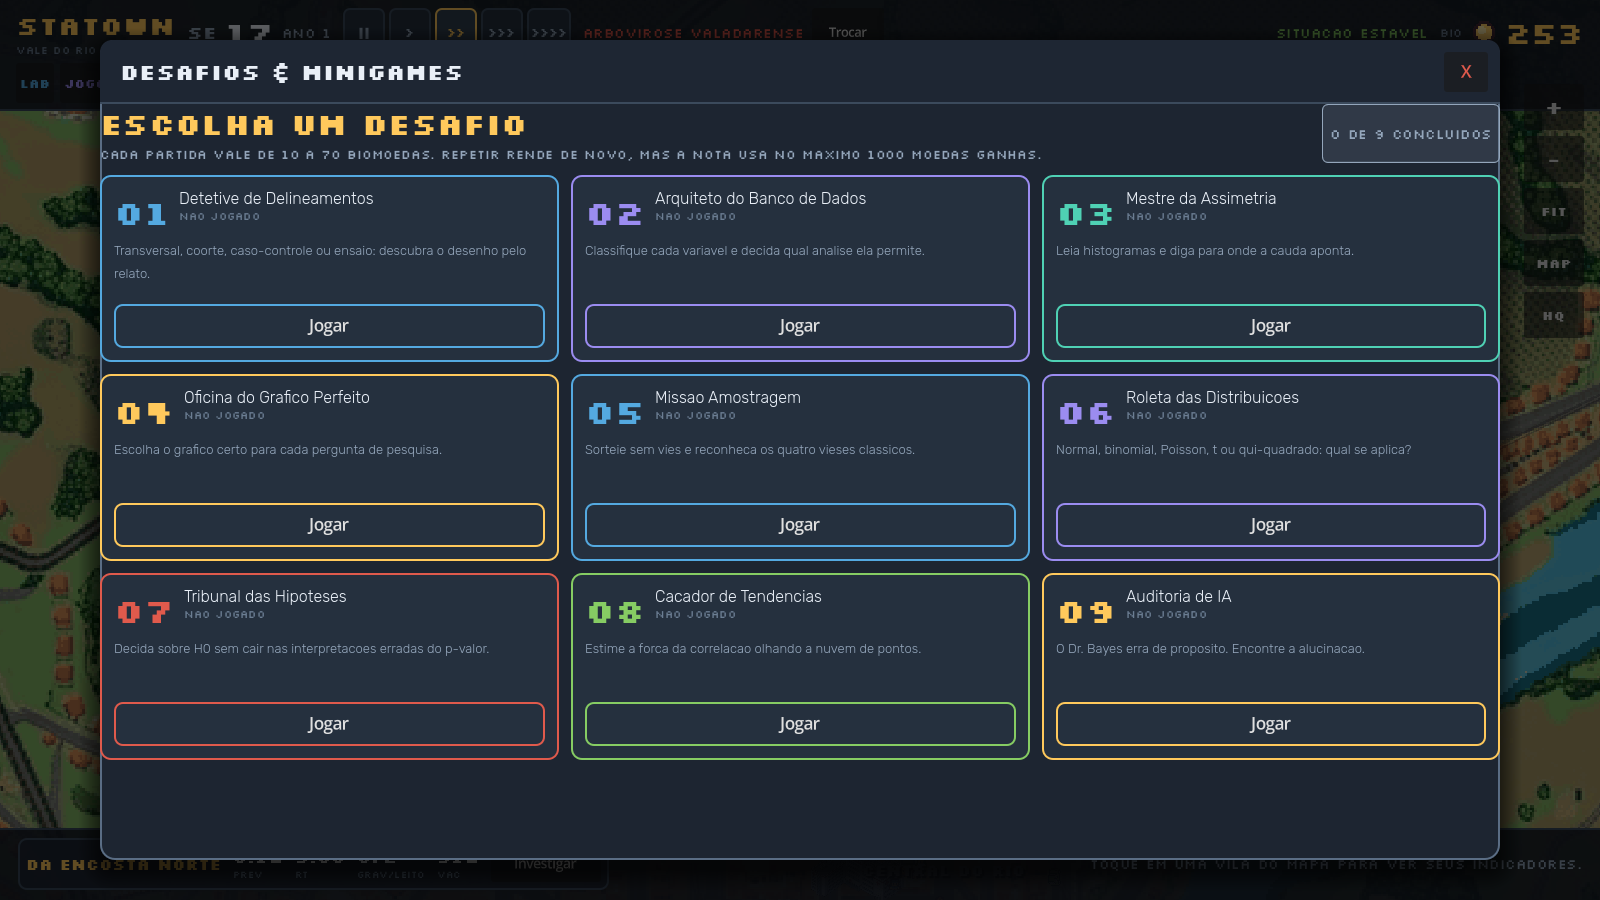 STATOWN SE 17 ANO 1 II > >> >>> >>>> ARBOVIROSE VALADARENSE Trocar SITUACAO ESTAVEL BIO 253
VALE DO RIO
LAB JOG
DESAFIOS & MINIGAMES X
ESCOLHA UM DESAFIO
0 DE 9 CONCLUIDOS
CADA PARTIDA VALE DE 10 A 70 BIOMOEDAS. REPETIR RENDE DE NOVO, MAS A NOTA USA NO MAXIMO 1000 MOEDAS GANHAS.
01 Detetive de Delineamentos
NAO JOGADO
Transversal, coorte, caso-controle ou ensaio: descubra o desenho pelo
relato.
Jogar
02 Arquiteto do Banco de Dados
NAO JOGADO
Classifique cada variavel e decida qual analise ela permite.
Jogar
03 Mestre da Assimetria
NAO JOGADO
Leia histogramas e diga para onde a cauda aponta.
Jogar
04 Oficina do Grafico Perfeito
NAO JOGADO
Escolha o grafico certo para cada pergunta de pesquisa.
Jogar
05 Missao Amostragem
NAO JOGADO
Sorteie sem vies e reconheca os quatro vieses classicos.
Jogar
06 Roleta das Distribuicoes
NAO JOGADO
Normal, binomial, Poisson, t ou qui-quadrado: qual se aplica?
Jogar
07 Tribunal das Hipoteses
NAO JOGADO
Decida sobre H0 sem cair nas interpretacoes erradas do p-valor.
Jogar
08 Cacador de Tendencias
NAO JOGADO
Estime a forca da correlacao olhando a nuvem de pontos.
Jogar
09 Auditoria de IA
NAO JOGADO
O Dr. Bayes erra de proposito. Encontre a alucinacao.
Jogar
+
-
FIT
MAP
HQ
DA ENCOSTA NORTE
PREV RT GRAV/LEITO VAC
Investigar
TOQUE EM UMA VILA DO MAPA PARA VER SEUS INDICADORES.